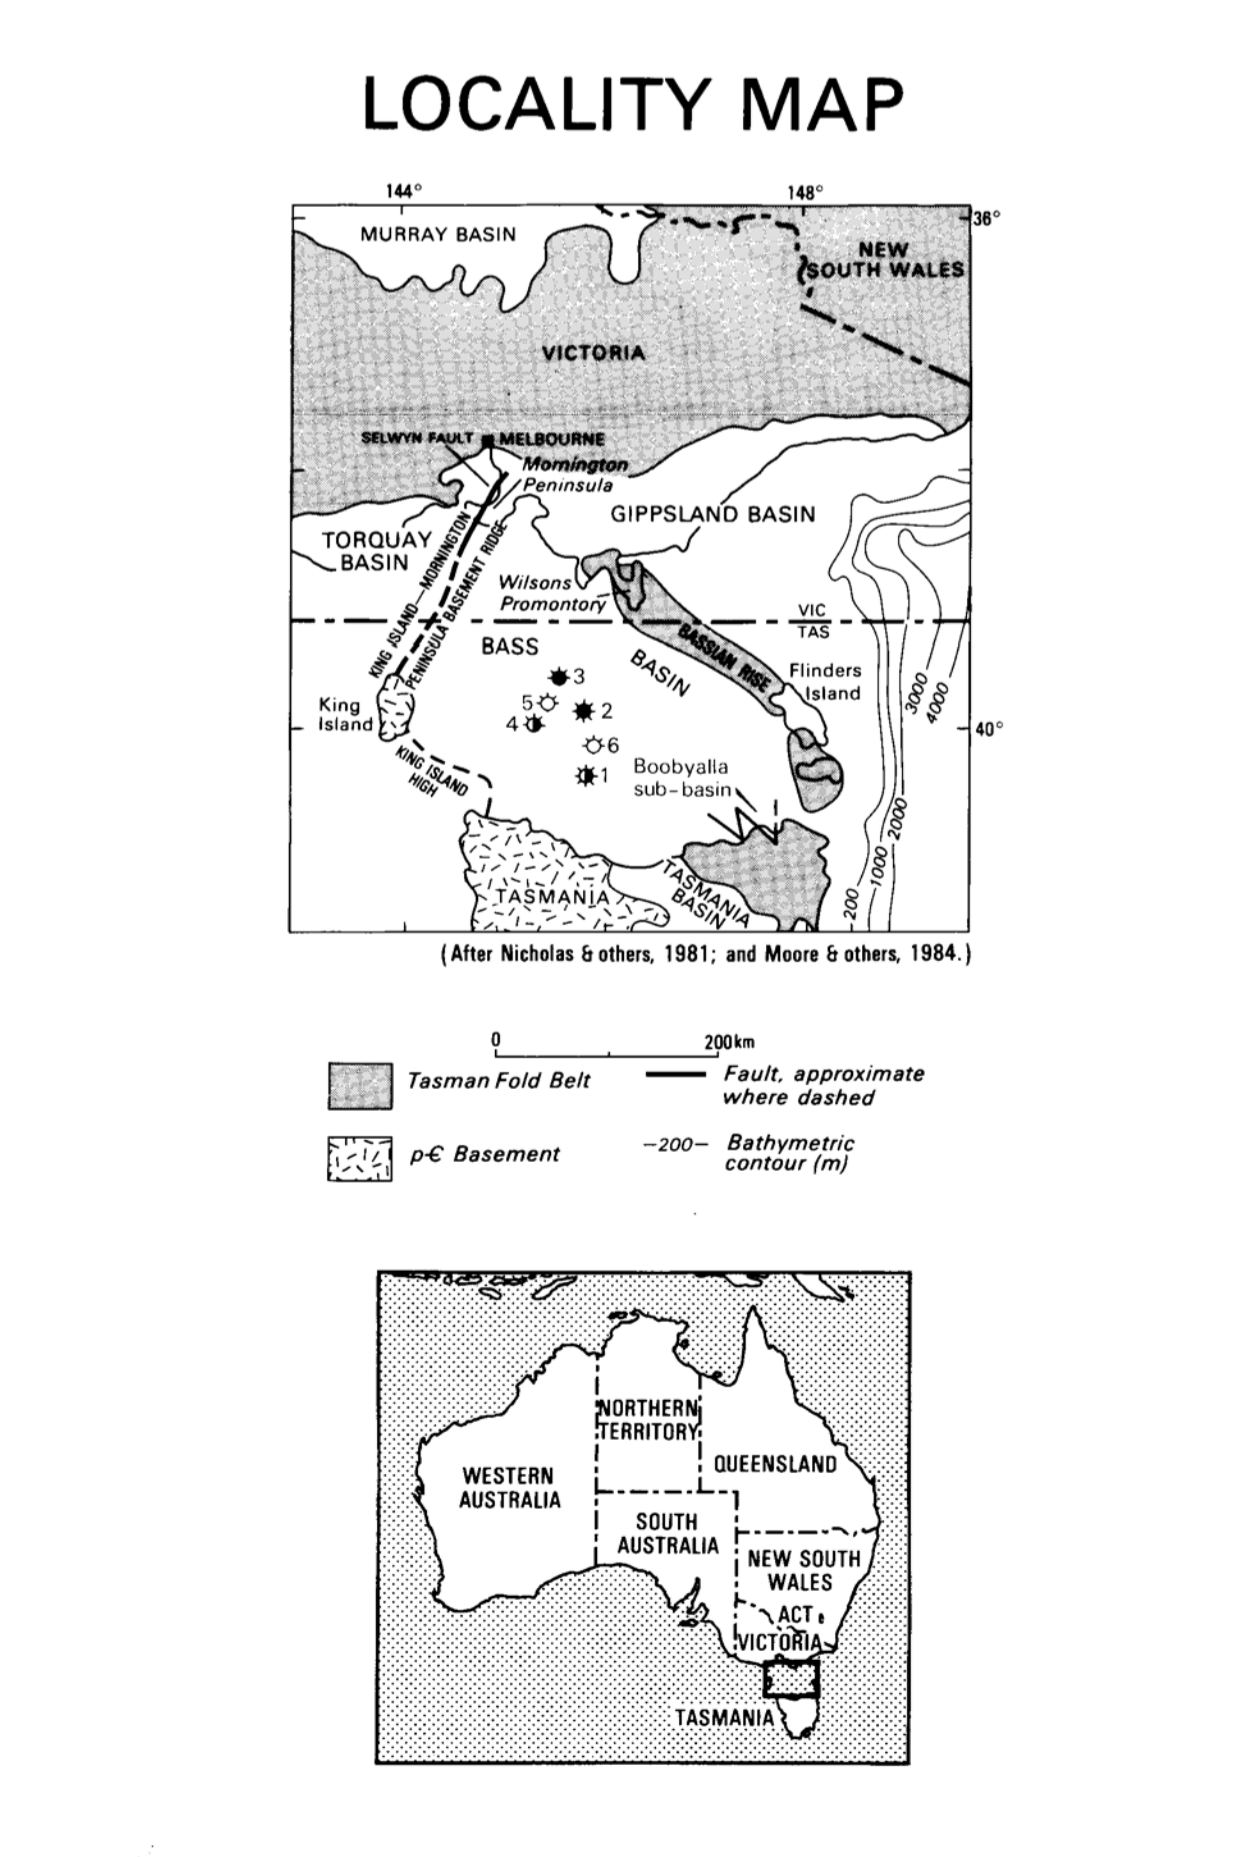 LOCALITY MAP
144°
148°
MURRAY BASIN
36°
NEW
SOUTH WALES
VICTORIA
SELWYN FAULT
MELBOURNE
Mornington
Peninsula
GIPPSLAND BASIN
TORQUAY
BASIN
KING ISLAND—MORNINGTON
PENINSULA BASEMENT RIDGE
Wilsons
Promontory
VIC
TAS
BASSIAN RISE
BASS
BASIN
Flinders
Island
3
5
2
4
6
1
3000
4000
King
Island
40°
KING ISLAND
HIGH
Boobyalla
sub-basin
2000
1000
200
TASMANIA
TASMANIA
BASIN
(After Nicholas & others, 1981; and Moore & others, 1984.)
0
200km
Tasman Fold Belt
Fault, approximate
where dashed
p-Є Basement
—200— Bathymetric
contour (m)
NORTHERN
TERRITORY
QUEENSLAND
WESTERN
AUSTRALIA
SOUTH
AUSTRALIA
NEW SOUTH
WALES
ACT
VICTORIA
TASMANIA